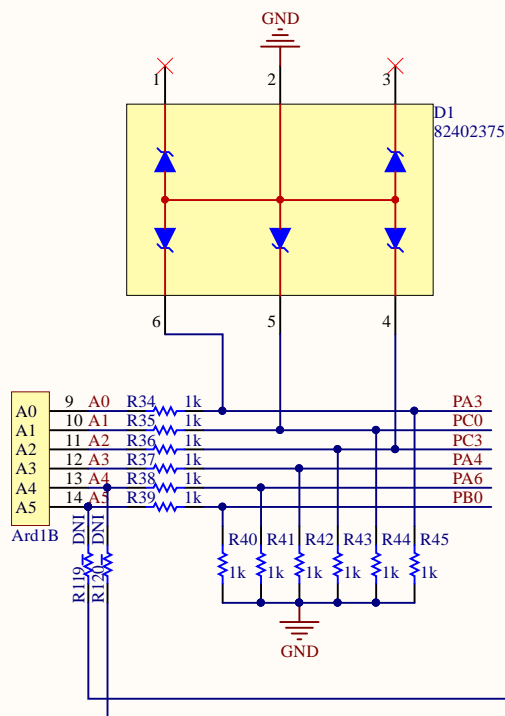 GND
1 2 3
D1
82402375
6 5 4
A0 9 A0 R34 1k PA3
A1 10 A1 R35 1k PC0
A2 11 A2 R36 1k PC3
A3 12 A3 R37 1k PA4
A4 13 A4 R38 1k PA6
A5 14 A5 R39 1k PB0
Ard1B
DNI
DNI
R119
R120
R40 R41 R42 R43 R44 R45
1k 1k 1k 1k 1k 1k
GND